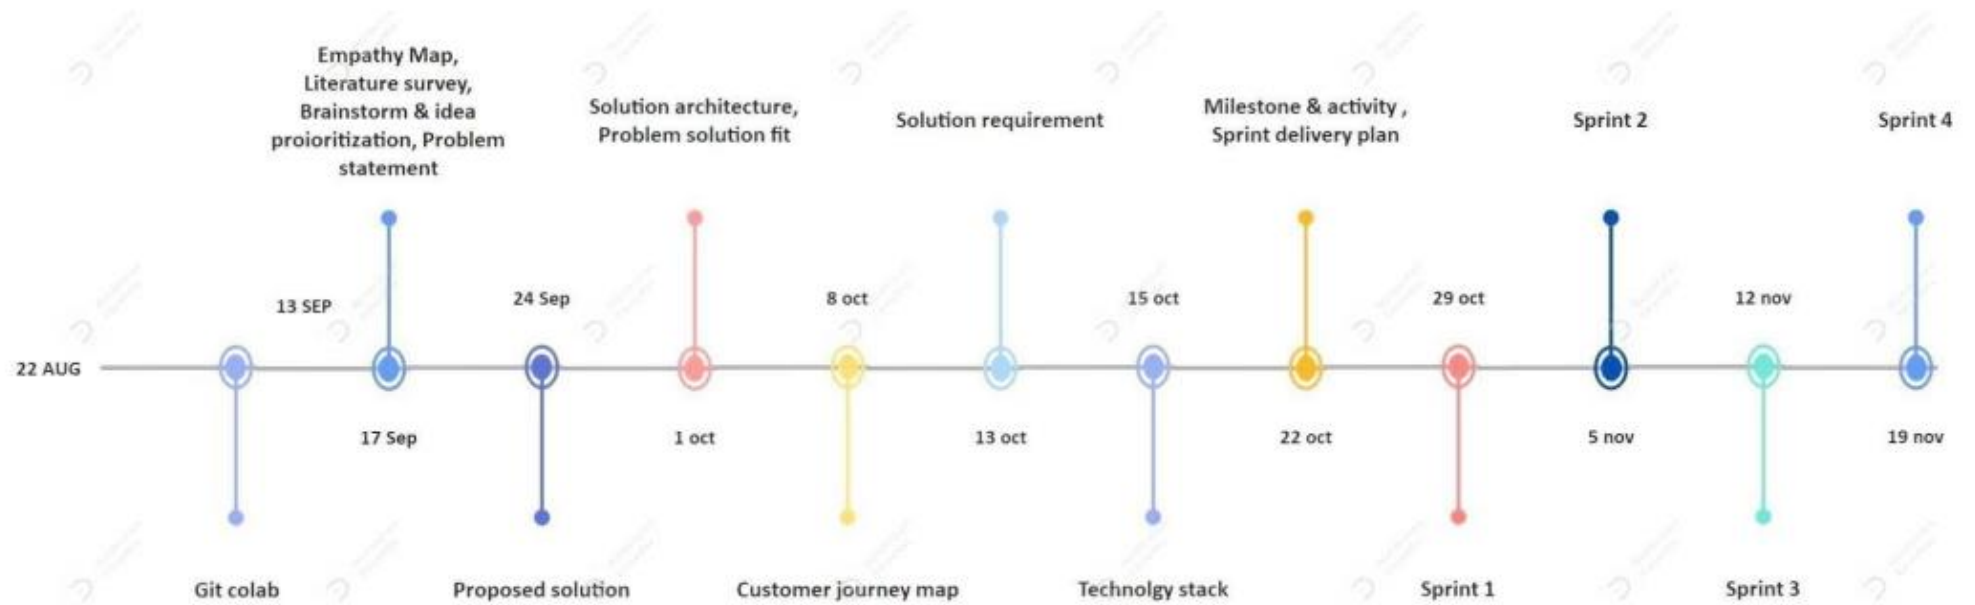 Empathy Map,
Literature survey,
Brainstorm & idea
proioritization, Problem
statement
Solution architecture,
Problem solution fit
Solution requirement
Milestone & activity ,
Sprint delivery plan
Sprint 2
Sprint 4
13 SEP
24 Sep
8 oct
15 oct
29 oct
12 nov
22 AUG
17 Sep
1 oct
13 oct
22 oct
5 nov
19 nov
Git colab
Proposed solution
Customer journey map
Technolgy stack
Sprint 1
Sprint 3